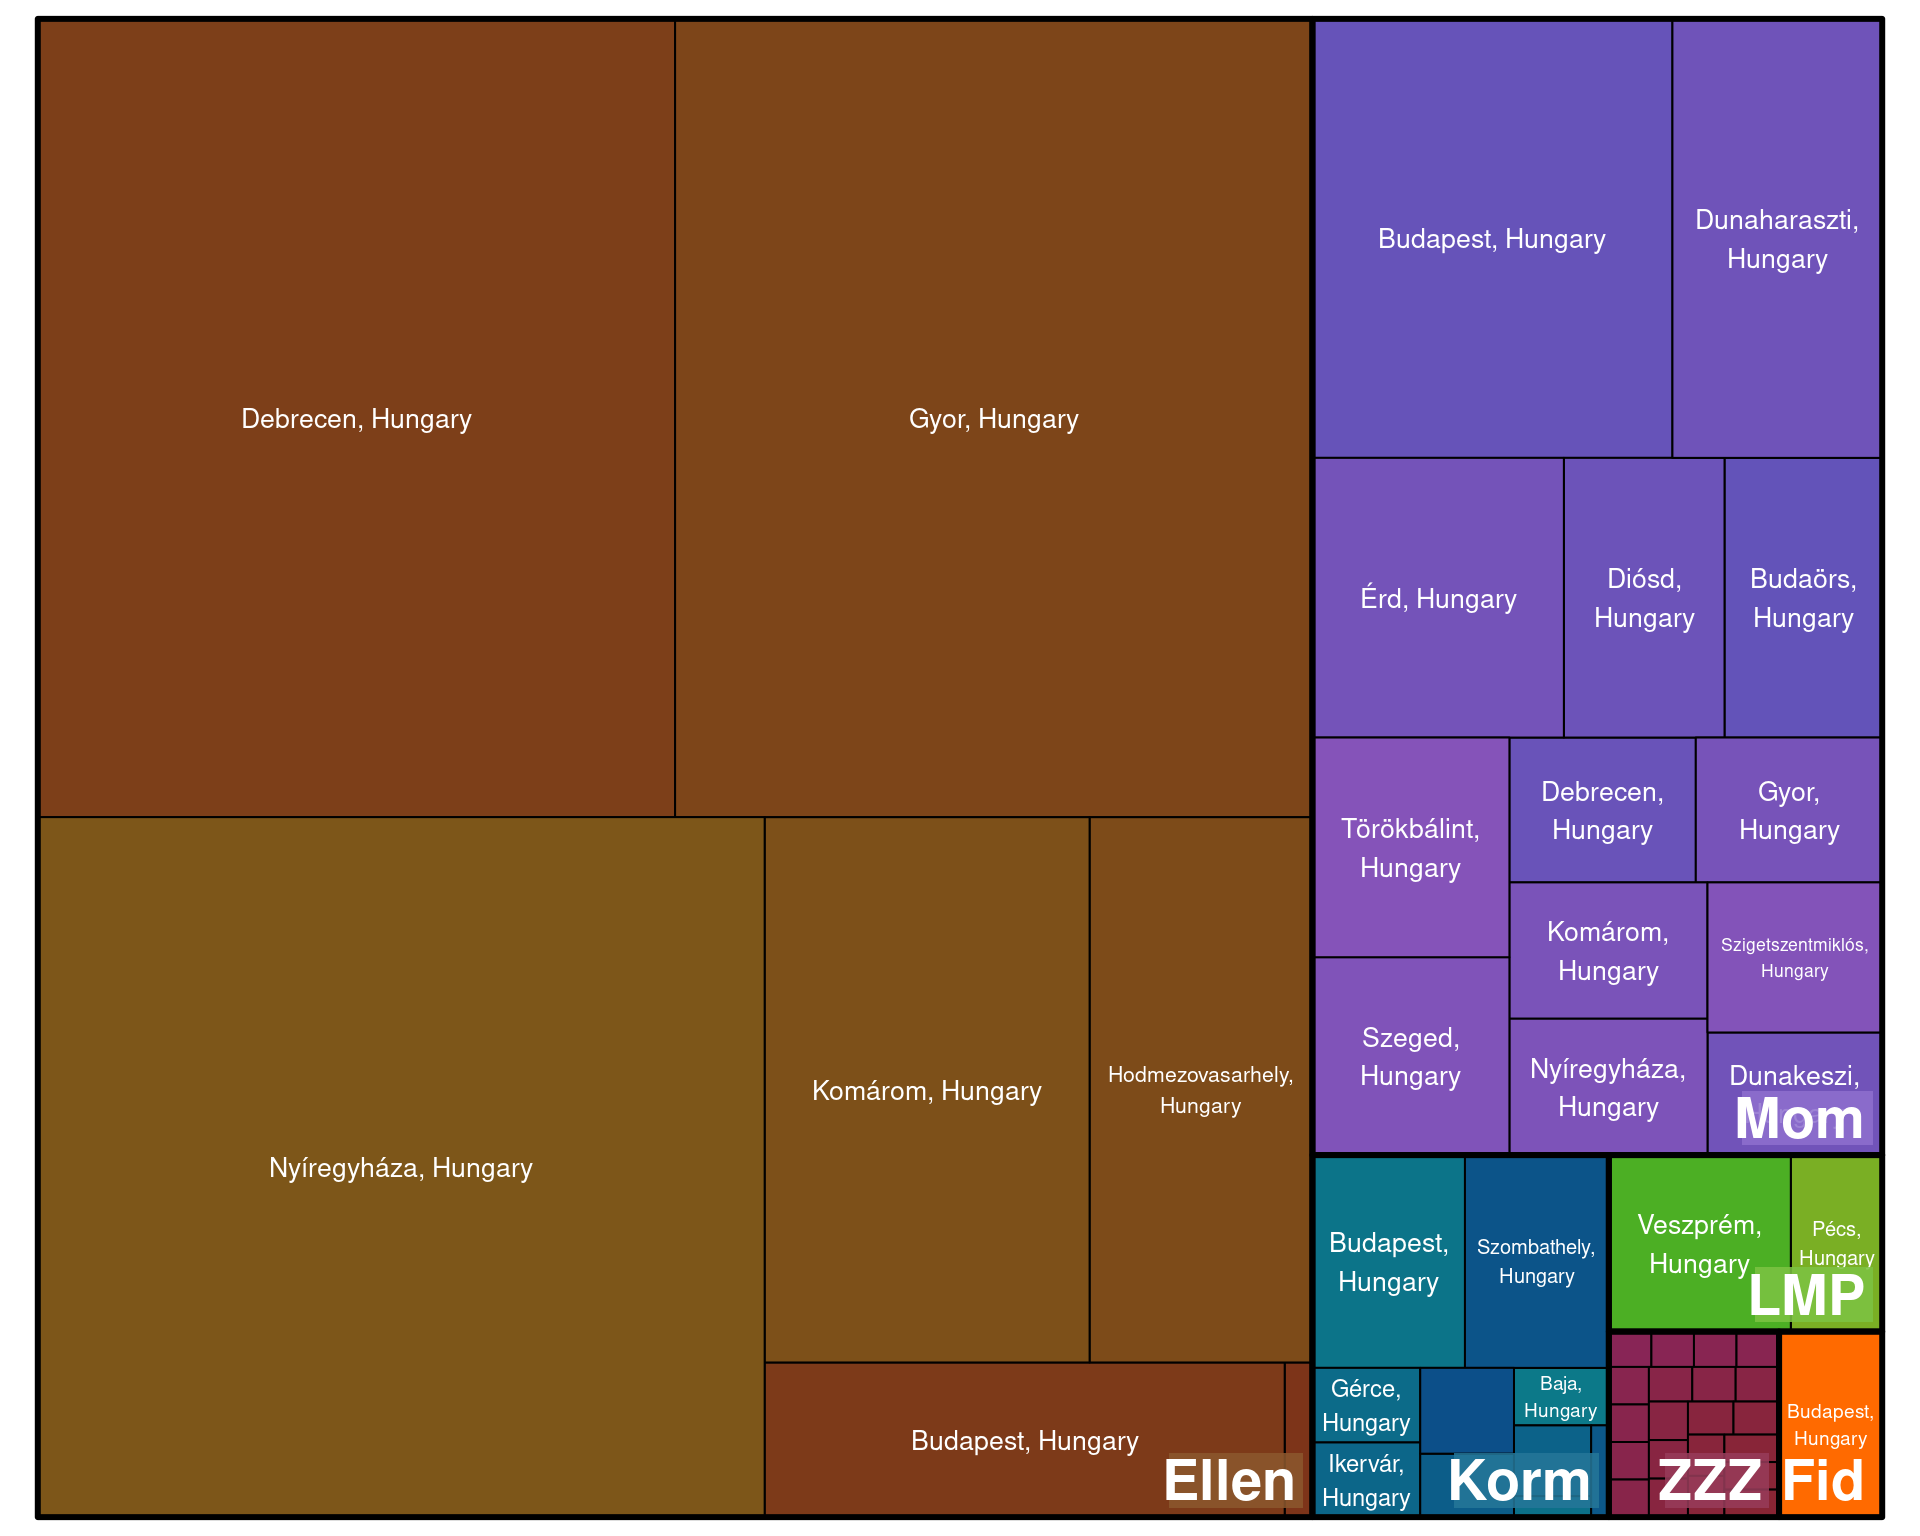 Debrecen, Hungary
Gyor, Hungary
Nyíregyháza, Hungary
Komárom, Hungary
Hodmezovasarhely,
Hungary
Budapest, Hungary
Ellen
Budapest, Hungary
Dunaharaszti,
Hungary
Érd, Hungary
Diósd,
Hungary
Budaörs,
Hungary
Törökbálint,
Hungary
Debrecen,
Hungary
Gyor,
Hungary
Szeged,
Hungary
Komárom,
Hungary
Szigetszentmiklós,
Hungary
Nyíregyháza,
Hungary
Dunakeszi,
Mom
Budapest,
Hungary
Szombathely,
Hungary
Gérce,
Hungary
Ikervár,
Hungary
Baja,
Hungary
Korm
Veszprém,
Hungary
Pécs,
Hungary
LMP
ZZZ
Budapest,
Hungary
Fid